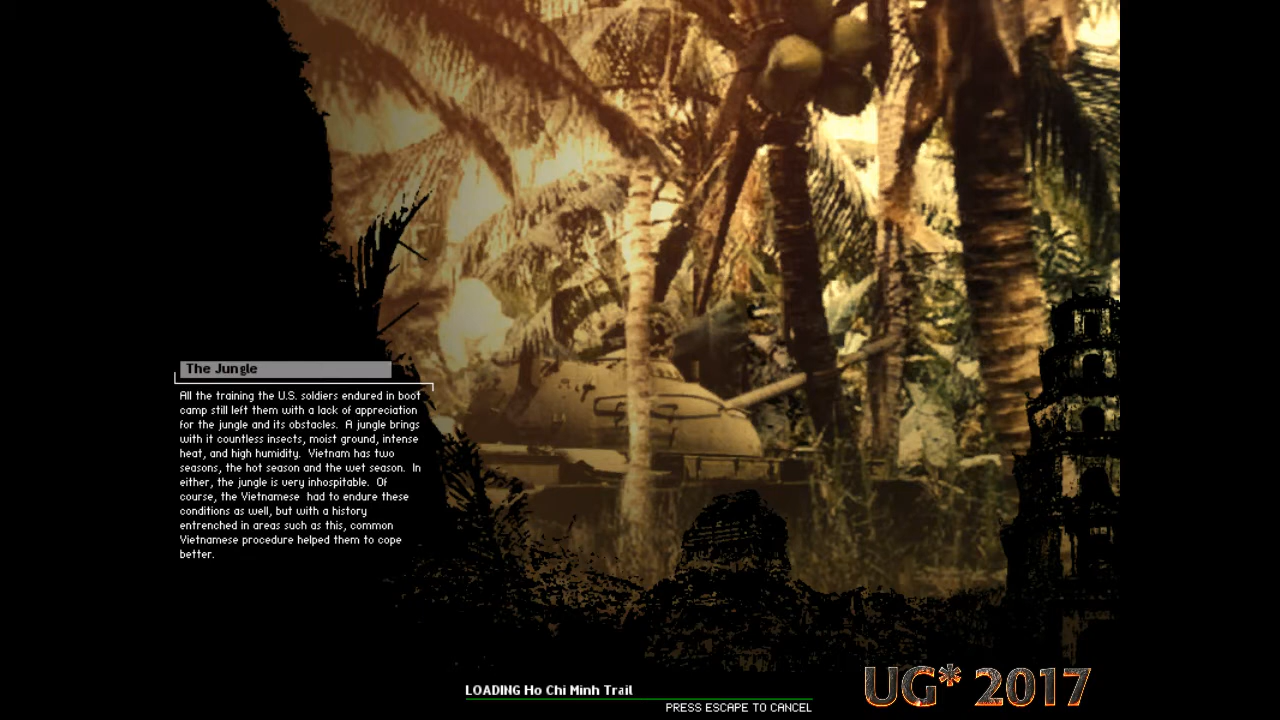 The Jungle
All the training the U.S. soldiers endured in boot
camp still left them with a lack of appreciation
for the jungle and its obstacles.  A jungle brings
with it countless insects, moist ground, intense
heat, and high humidity.  Vietnam has two
seasons, the hot season and the wet season.  In
either, the jungle is very inhospitable.  Of
course, the Vietnamese  had to endure these
conditions as well, but with a history
entrenched in areas such as this, common
Vietnamese procedure helped them to cope
better.
LOADING Ho Chi Minh Trail
PRESS ESCAPE TO CANCEL
UG* 2017